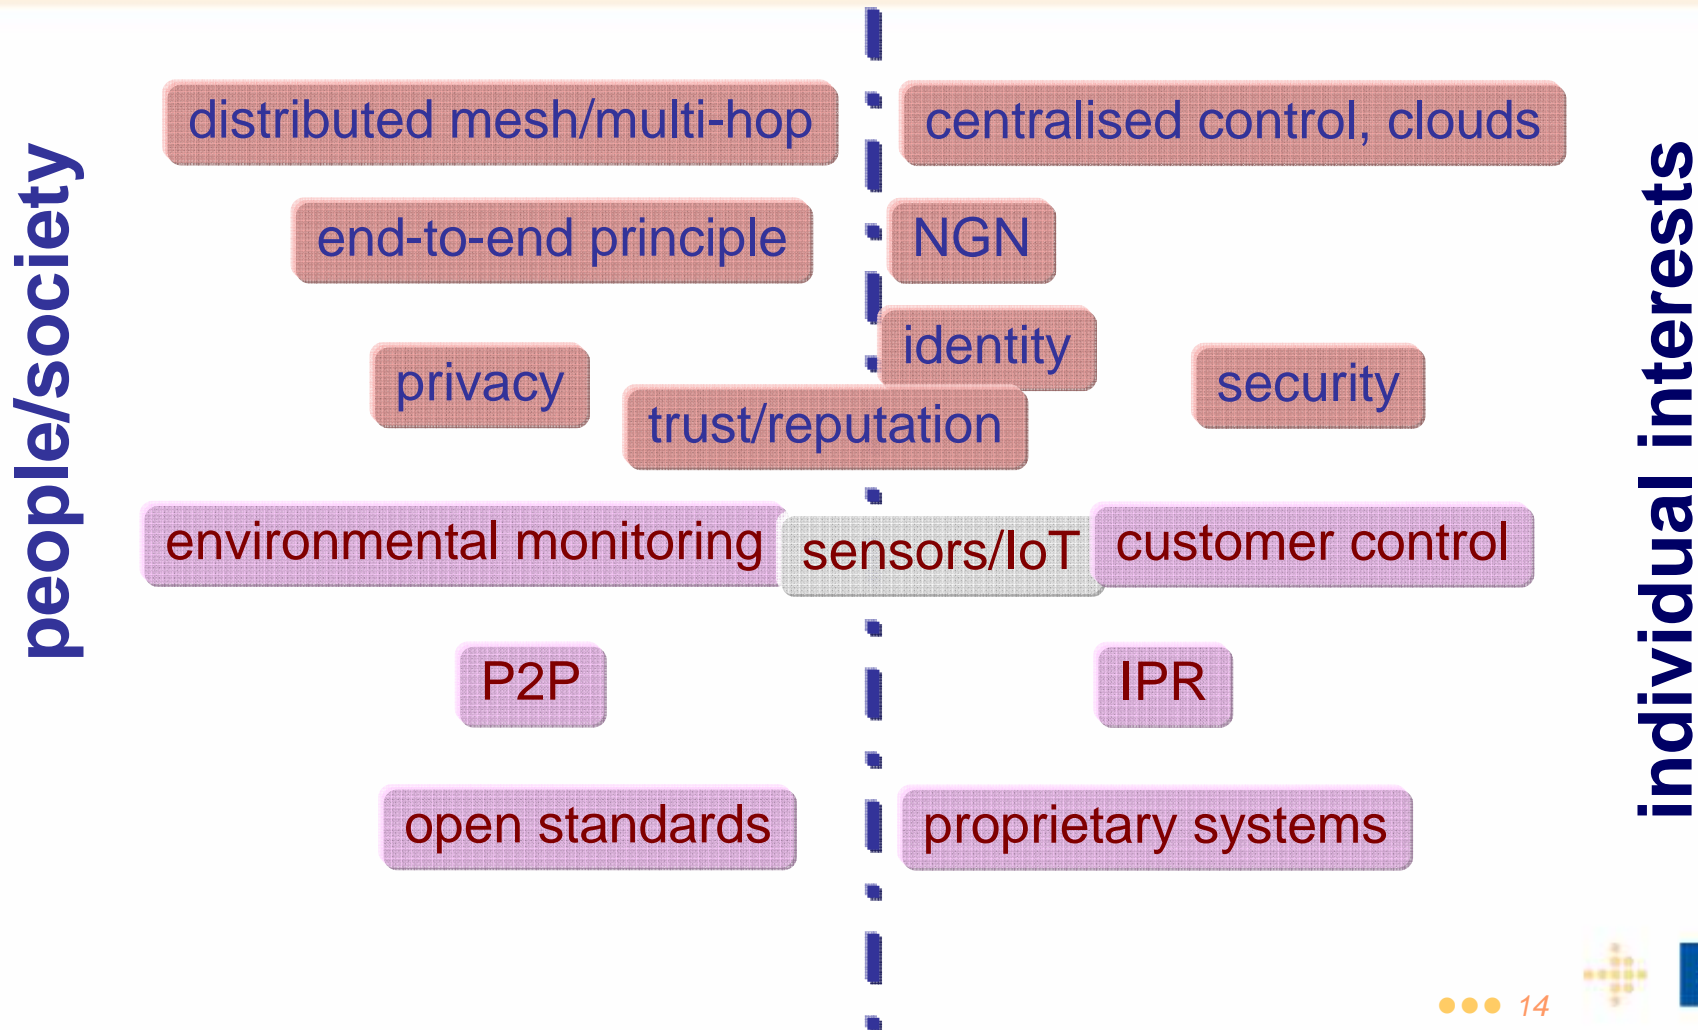 people/society
distributed mesh/multi-hop
centralised control, clouds
end-to-end principle
NGN
identity
privacy
security
trust/reputation
environmental monitoring
sensors/IoT
customer control
P2P
IPR
open standards
proprietary systems
individual interests
14